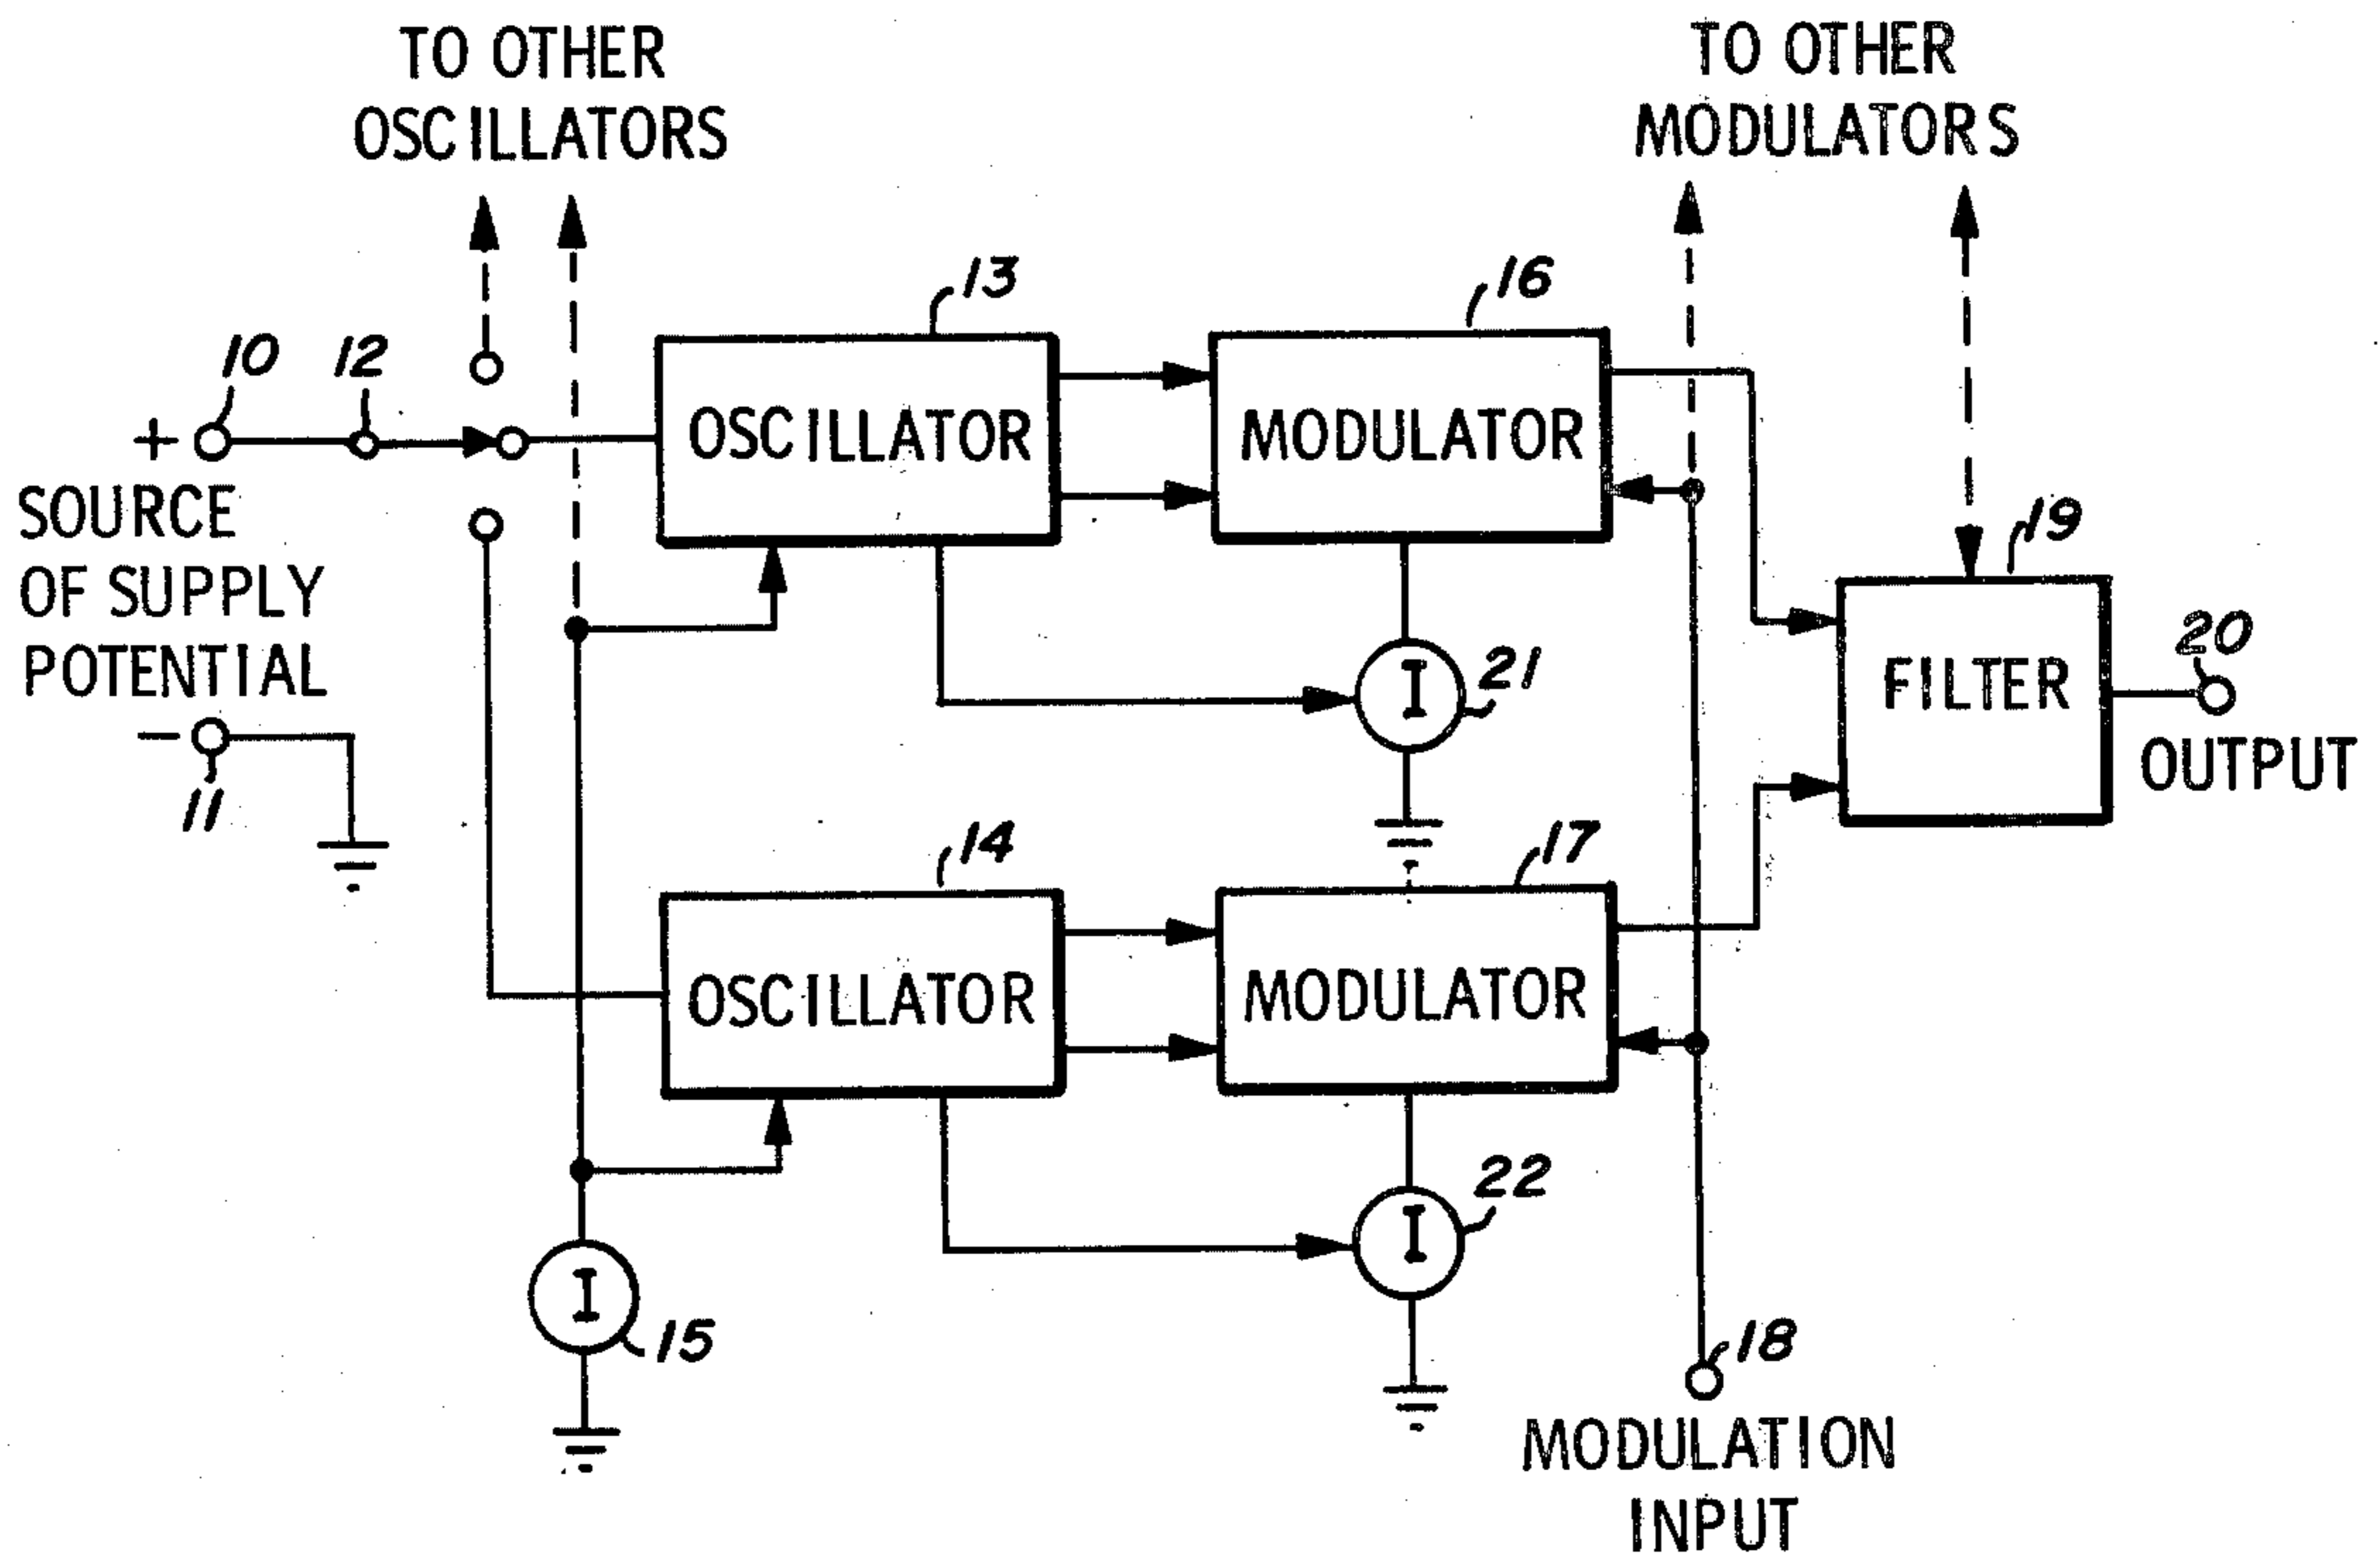 TO OTHER
OSCILLATORS
TO OTHER
MODULATORS
13
16
10
12
+
OSCILLATOR
MODULATOR
SOURCE
OF SUPPLY
POTENTIAL
19
20
I
21
FILTER
-
11
OUTPUT
14
17
OSCILLATOR
MODULATOR
22
I
I
15
18
MODULATION
INPUT